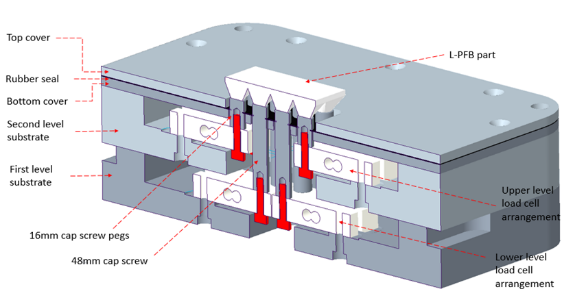 Top cover
L-PFB part
Rubber seal
Bottom cover
Second level
substrate
First level
substrate
Upper level
load cell
arrangement
16mm cap screw pegs
48mm cap screw
Lower level
load cell
arrangement